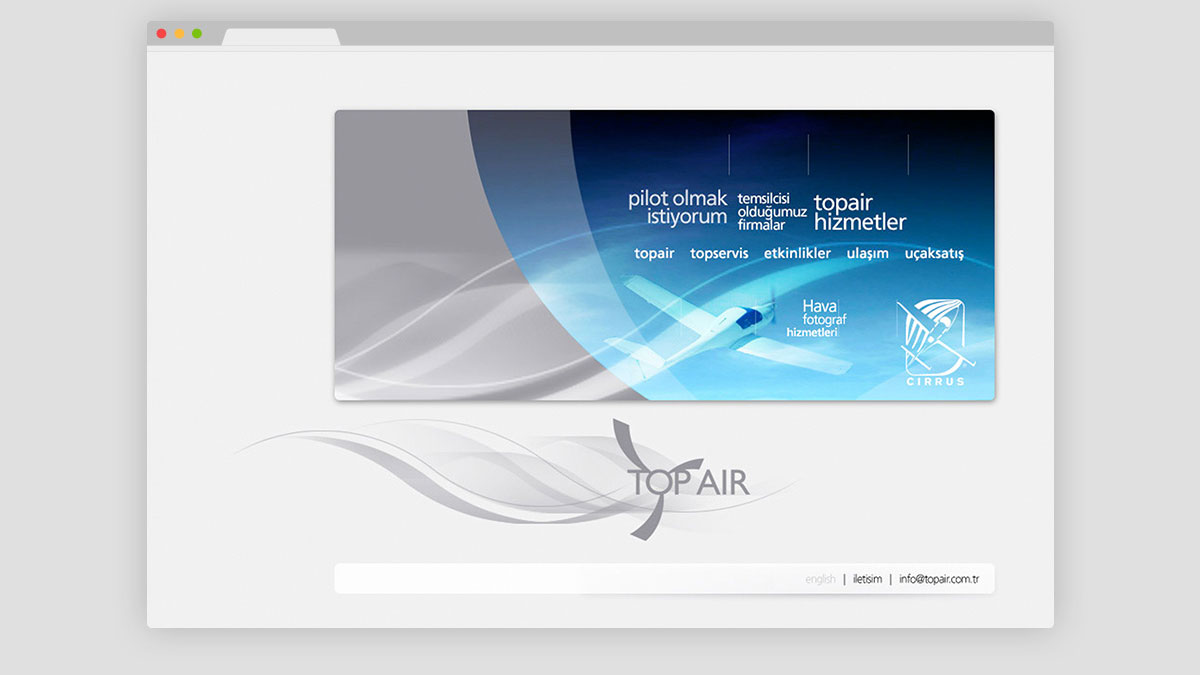 pilot olmak
istiyorum
temsilcisi
olduğumuz
firmalar
topair
hizmetler
topair topservis etkinlikler ulaşım uçaksatış
Hava
fotoğraf
hizmetleri
CIRRUS
TOP AIR
english | iletisim | info@topair.com.tr